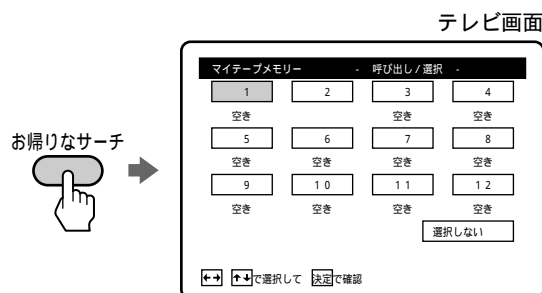 テレビ画面
マイテープメモリー - 呼び出し/選択 -
1 2 3 4
空き 空き 空き
5 6 7 8
空き 空き 空き 空き
9 10 11 12
空き 空き 空き 空き
選択しない
←→ ↑↓で選択して 決定で確認
お帰りなサーチ